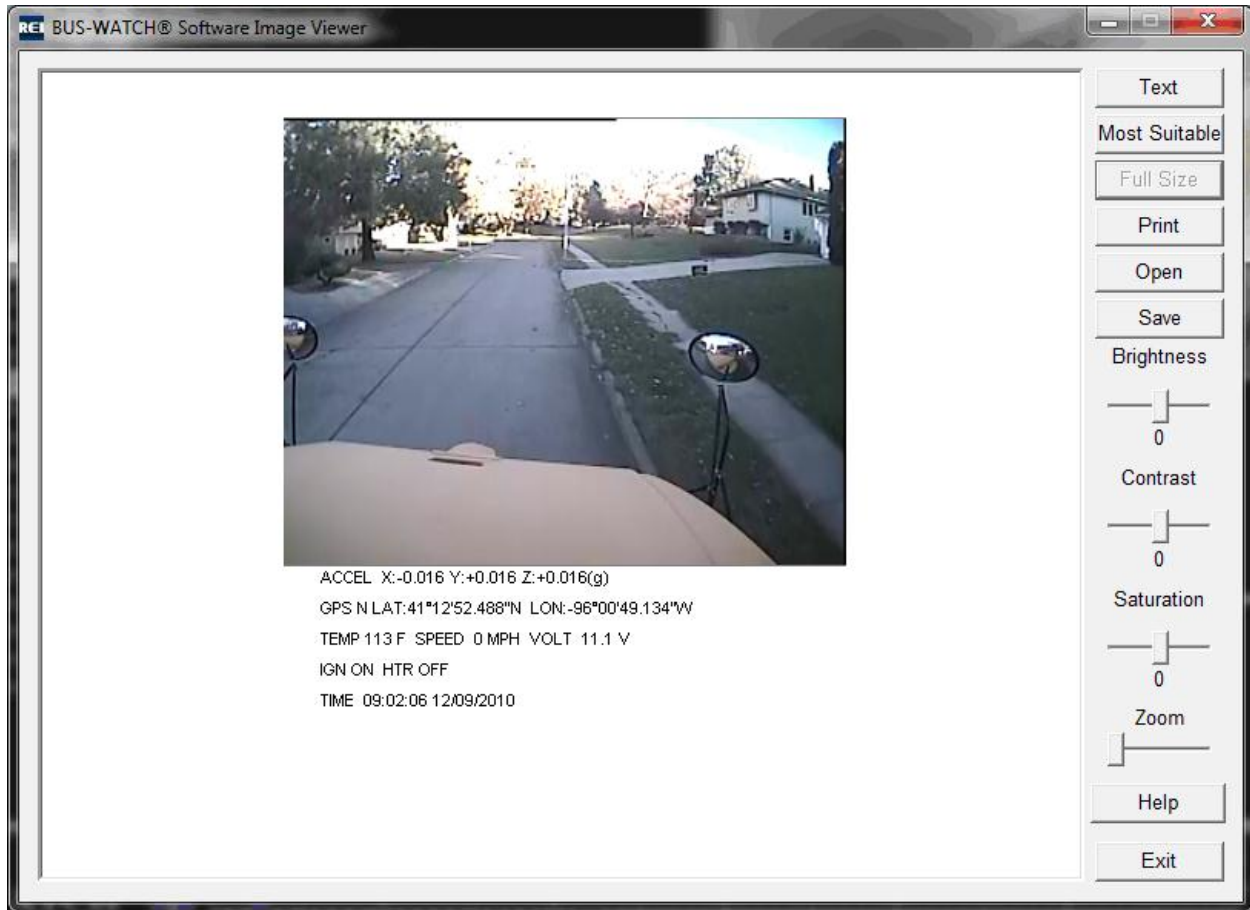 REI BUS-WATCH® Software Image Viewer
Text
Most Suitable
Full Size
Print
Open
Save
Brightness
0
Contrast
0
Saturation
0
Zoom
Help
Exit
ACCEL X:-0.016 Y:+0.016 Z:+0.016(g)
GPS N LAT:41°12'52.488"N LON:-96°00'49.134"W
TEMP 113 F SPEED 0 MPH VOLT 11.1 V
IGN ON HTR OFF
TIME 09:02:06 12/09/2010